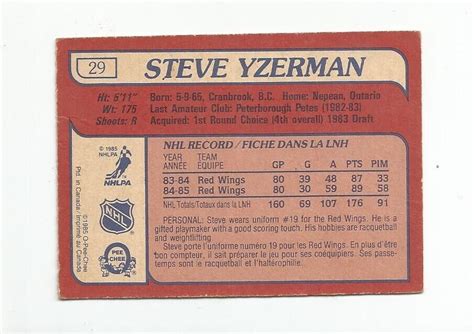 29 STEVE YZERMAN
Ht: 5'11" Born: 5-9-65, Cranbrook, B.C. Home: Nepean, Ontario
Wt: 175 Last Amateur Club: Peterborough Petes (1982-83)
Shoots: R Acquired: 1st Round Choice (4th overall) 1983 Draft
© 1985
NHLPA
NHLPA
NHL
O-PEE-CHEE
©1985 O-Pee-Chee
Ptd. in Canada / Imprimé au Canada
NHL RECORD / FICHE DANS LA LNH
YEAR TEAM
ANNÉE EQUIPE GP G A PTS PIM
83-84 Red Wings 80 39 48 87 33
84-85 Red Wings 80 30 59 89 58
NHL Totals/Totaux dans la LNH 160 69 107 176 91
PERSONAL: Steve wears uniform #19 for the Red Wings. He is a
gifted playmaker with a good scoring touch. His hobbies are racquetball
and weightlifting.
Steve porte l'uniforme numéro 19 pour les Red Wings. En plus de
bien compter, il sait préparer le jeu pour ses coéquipiers. Ses passe-
temps sont le racquetball et l'haltérophilie.